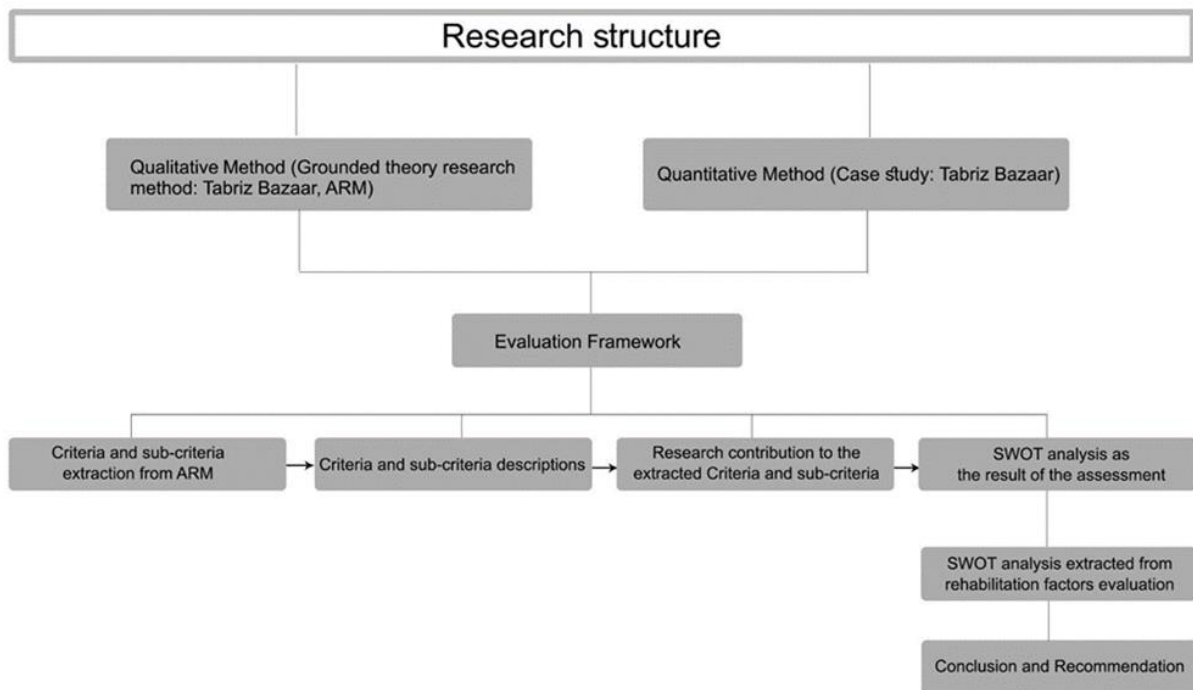 Research structure
Qualitative Method (Grounded theory research
method: Tabriz Bazaar, ARM)
Quantitative Method (Case study: Tabriz Bazaar)
Evaluation Framework
Criteria and sub-criteria
extraction from ARM
Criteria and sub-criteria descriptions
Research contribution to the
extracted Criteria and sub-criteria
SWOT analysis as
the result of the assessment
SWOT analysis extracted from
rehabilitation factors evaluation
Conclusion and Recommendation